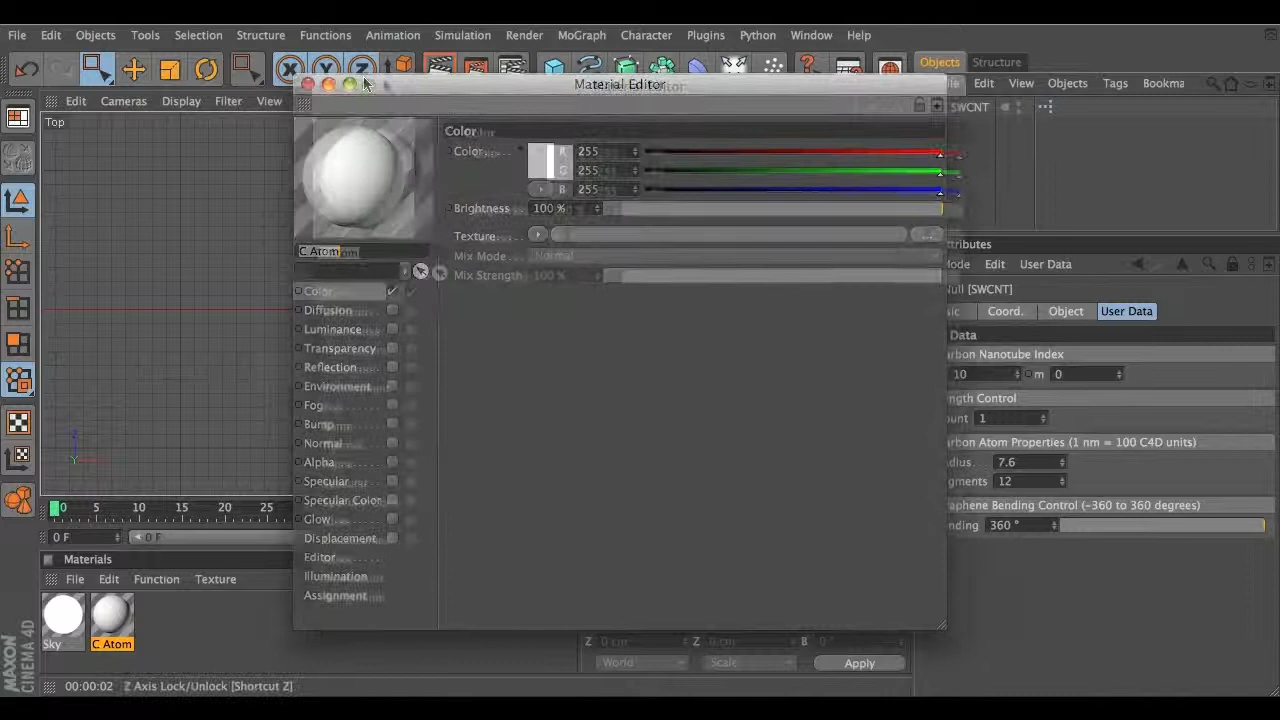 File Edit Objects Tools Selection Structure Functions Animation Simulation Render MoGraph Character Plugins Python Window Help
Objects Structure
Edit Cameras Display Filter View
Material Editor
Edit View Objects Tags Bookma
Top
SWCNT
Color
Color
R 255
G 255
B 255
Brightness 100 %
Texture
Mix Mode Normal
Mix Strength 100 %
C Atom
Color
Diffusion
Luminance
Transparency
Reflection
Environment
Fog
Bump
Normal
Alpha
Specular
Specular Color
Glow
Displacement
Editor
Illumination
Assignment
ributes
ode Edit User Data
Null [SWCNT]
sic Coord. Object User Data
Data
rbon Nanotube Index
10 m 0
ngth Control
unt 1
rbon Atom Properties (1 nm = 100 C4D units)
dius 7.6
gments 12
aphene Bending Control (-360 to 360 degrees)
nding 360 °
Z
Y
0 5 10 15 20 25
0 F 0 F
Materials
File Edit Function Texture
Sky C Atom
Z 0 cm Z 0 cm B 0 °
World Scale Apply
MAXON
CINEMA 4D
00:00:02 Z Axis Lock/Unlock [Shortcut Z]